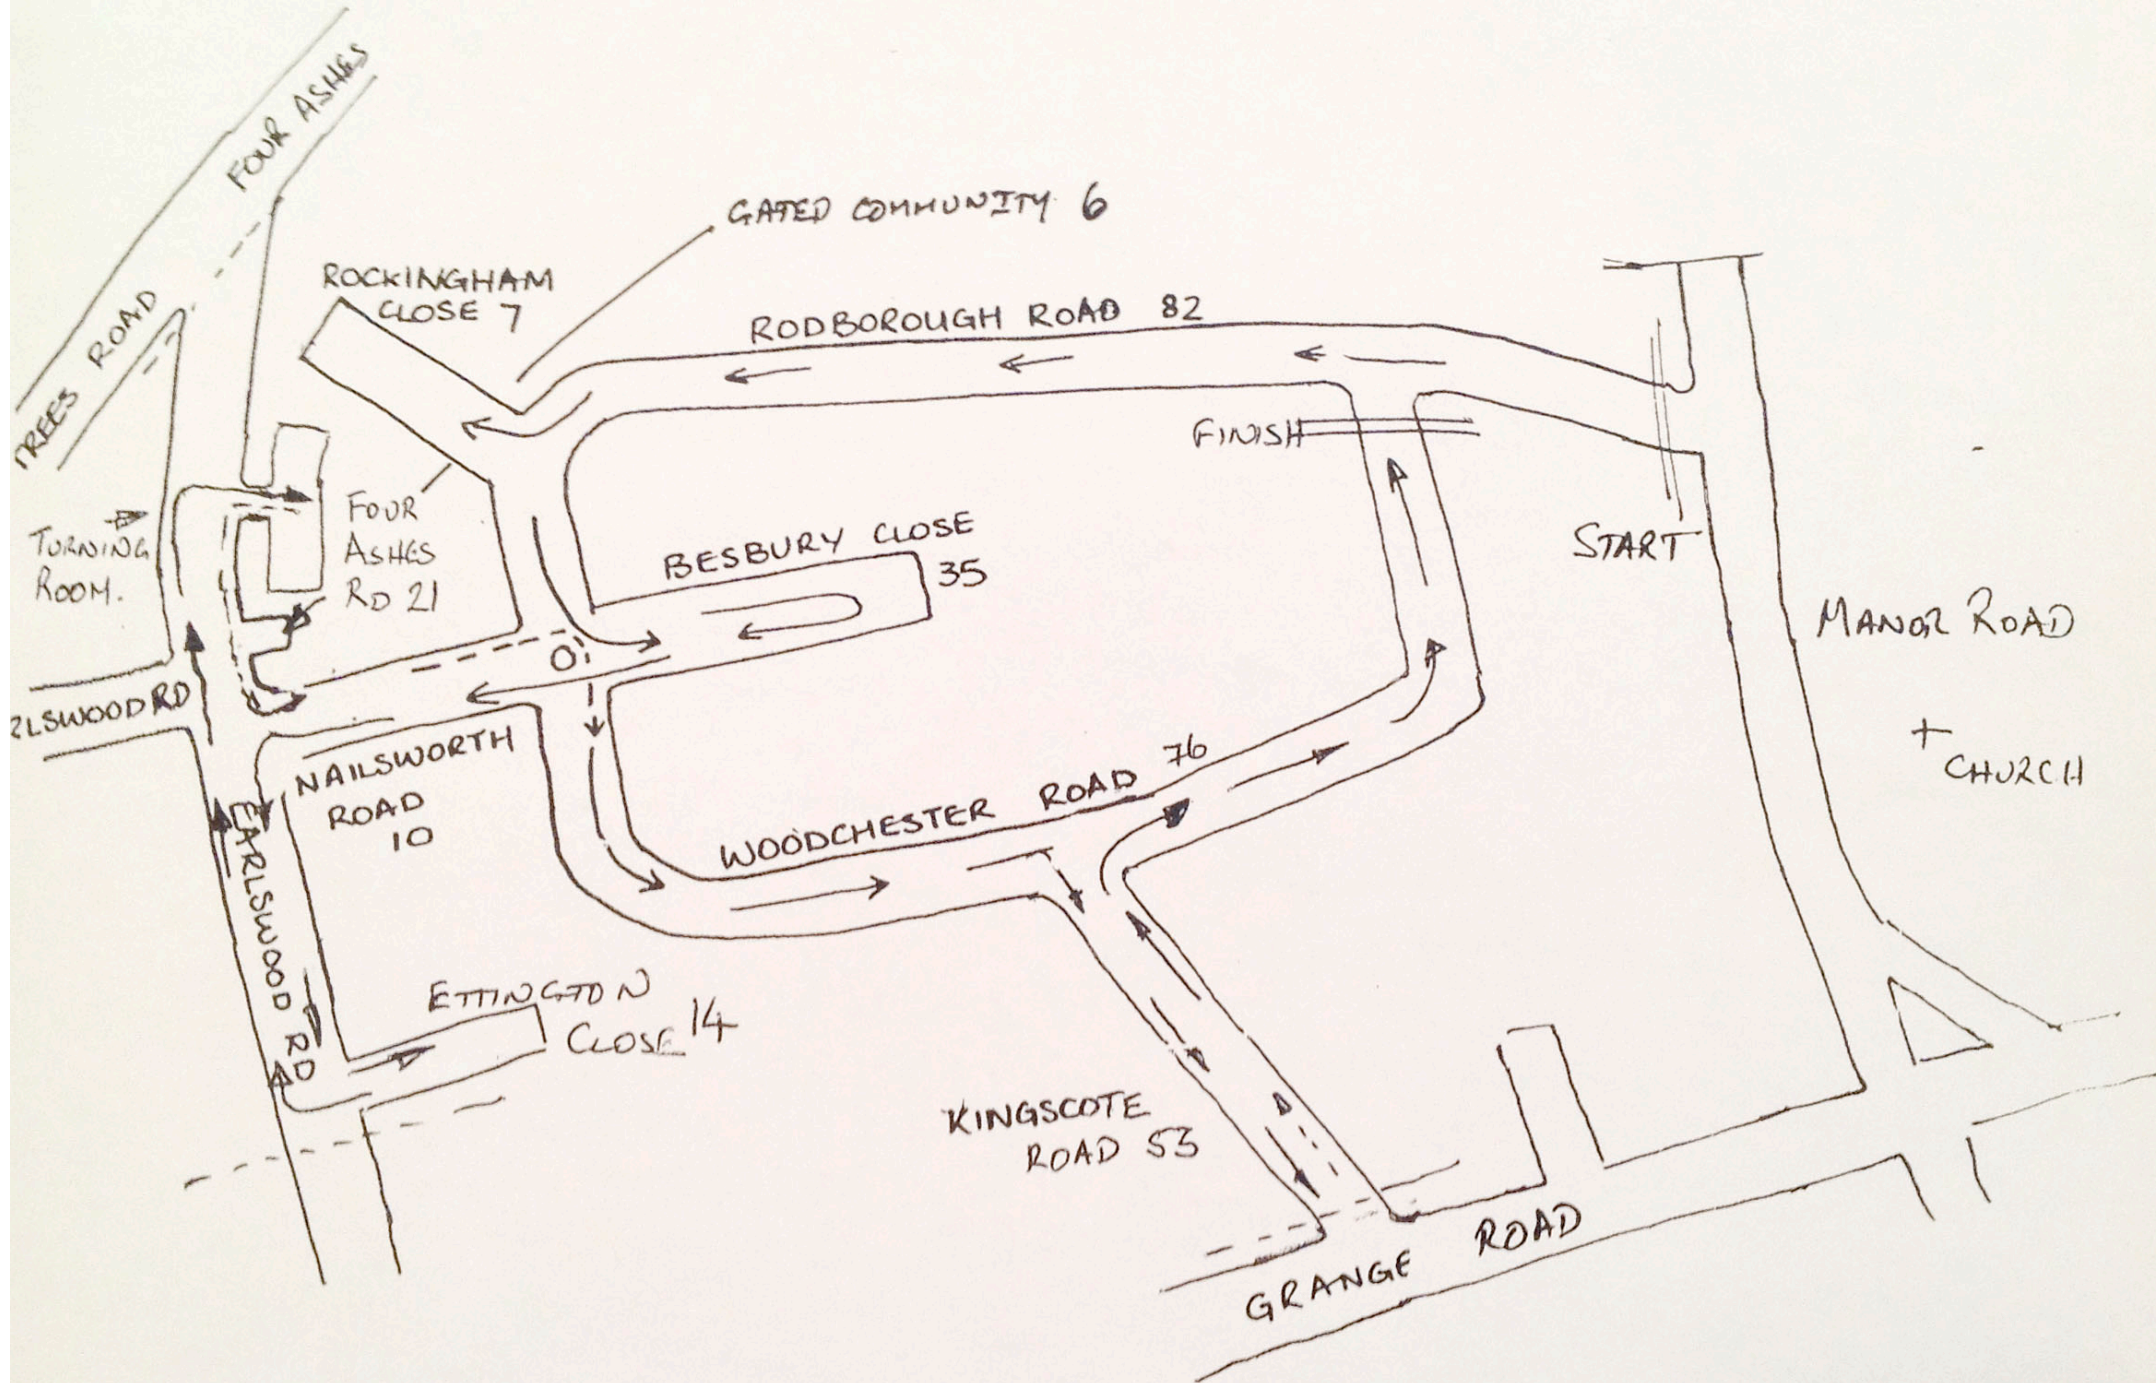 FOUR ASHES
TREES ROAD
GATED COMMUNITY 6
ROCKINGHAM
CLOSE 7
RODBOROUGH ROAD 82
FINISH
START
TURNING
ROOM.
FOUR
ASHES
RD 21
BESBURY CLOSE
35
MANOR ROAD
RLSWOOD RD
NAILSWORTH
ROAD
10
CHURCH
WOODCHESTER ROAD 76
EARLSWOOD RD
ETTINGTON
CLOSE 14
KINGSCOTE
ROAD 53
GRANGE ROAD